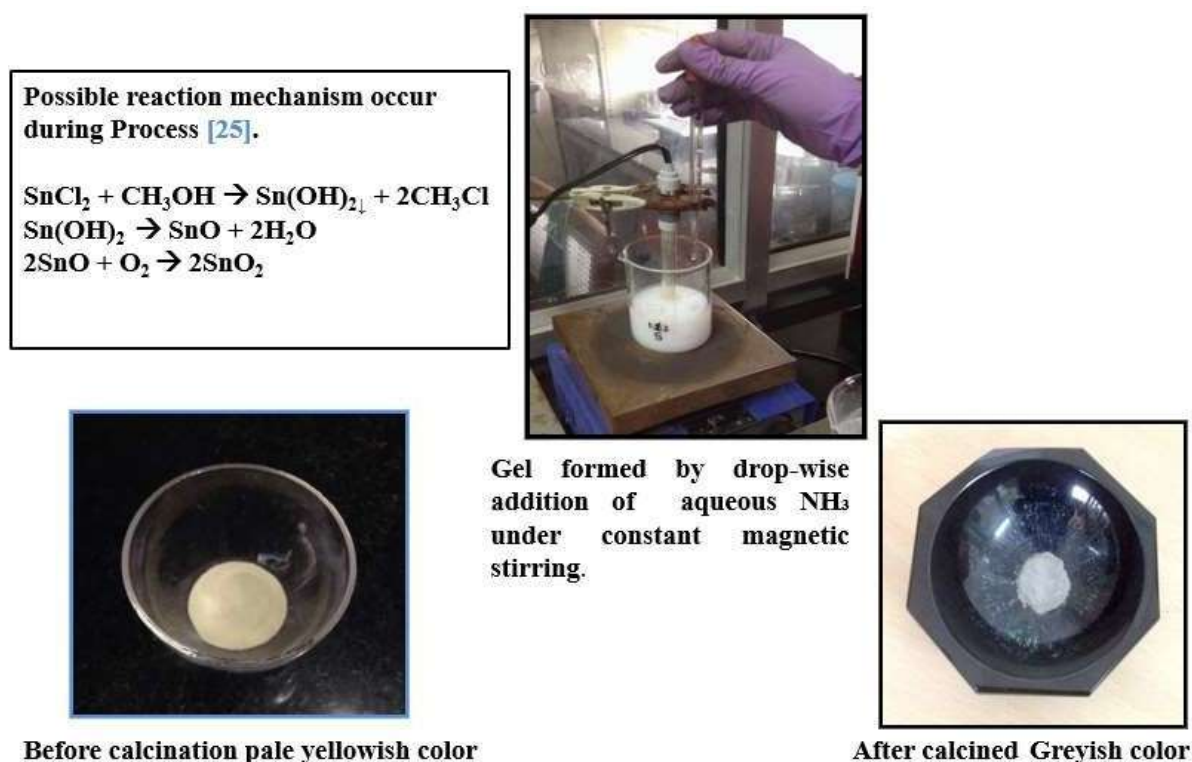 Possible reaction mechanism occur
during Process [25].
SnCl₂ + CH₃OH → Sn(OH)₂↓ + 2CH₃Cl
Sn(OH)₂ → SnO + 2H₂O
2SnO + O₂ → 2SnO₂
Gel formed by drop-wise
addition of aqueous NH₃
under constant magnetic
stirring.
Before calcination pale yellowish color
After calcined Greyish color